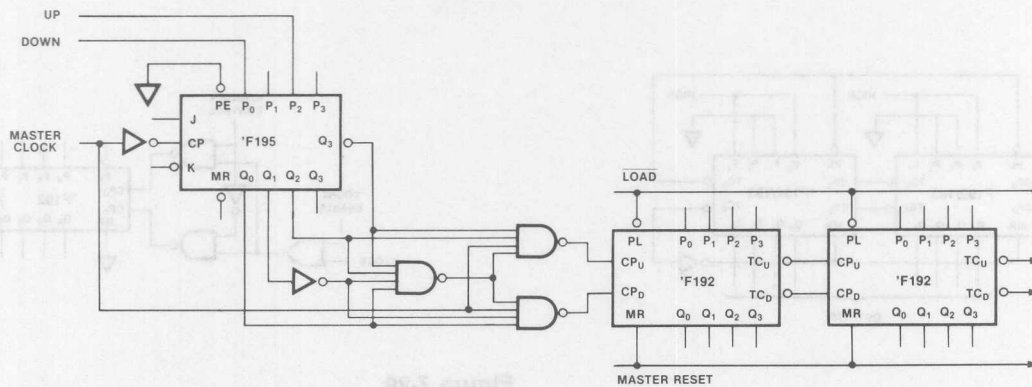 UP
DOWN
PE P0 P1 P2 P3
J
MASTER
CLOCK
CP
'F195
Q3
K
MR Q0 Q1 Q2 Q3
LOAD
PL P0 P1 P2 P3
CPU TCU
'F192
CPD TCD
MR Q0 Q1 Q2 Q3
PL P0 P1 P2 P3
CPU TCU
'F192
CPD TCD
MR Q0 Q1 Q2 Q3
MASTER RESET